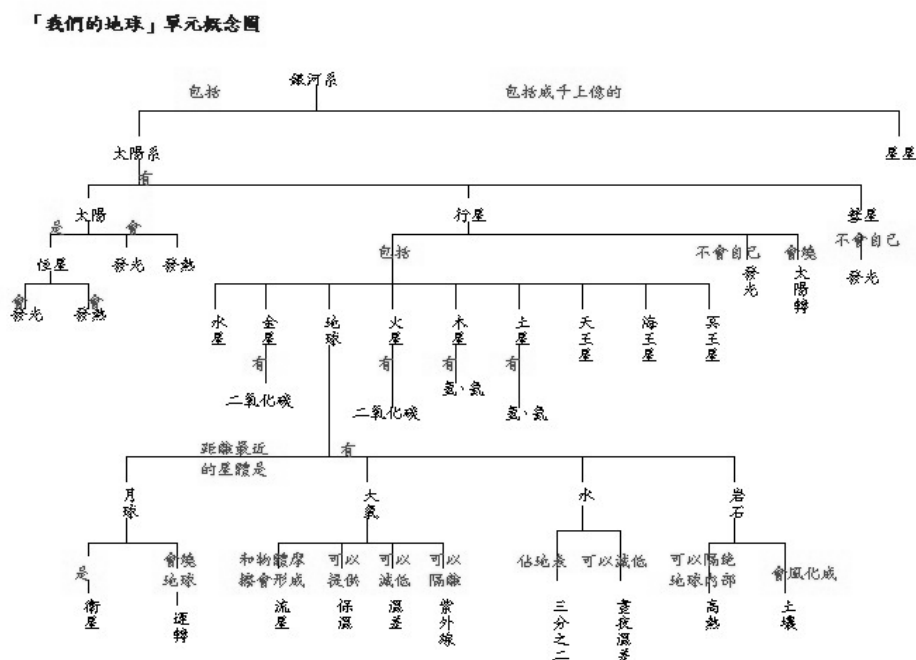 「我們的地球」單元概念圖
銀河系
包括
包括成千上億的
太陽系
星星
有
太陽
行星
彗星
是
會
包括
不會自己
會繞
不會自己
恆星
發光
發熱
發光
太陽轉
發光
會
會
發光
發熱
水星
金星
地球
火星
木星
土星
天王星
海王星
冥王星
有
有
有
有
二氧化碳
二氧化碳
氫、氦
氫、氦
距離最近
的星體是
有
月球
大氣
水
岩石
是
會繞
地球
和物體摩
擦會形成
可以
提供
可以
減低
可以
隔離
佔地表
可以減低
可以隔絕
地球內部
會風化成
衛星
運轉
流星
保溫
溫差
紫外線
三分之二
晝夜溫差
高熱
土壤